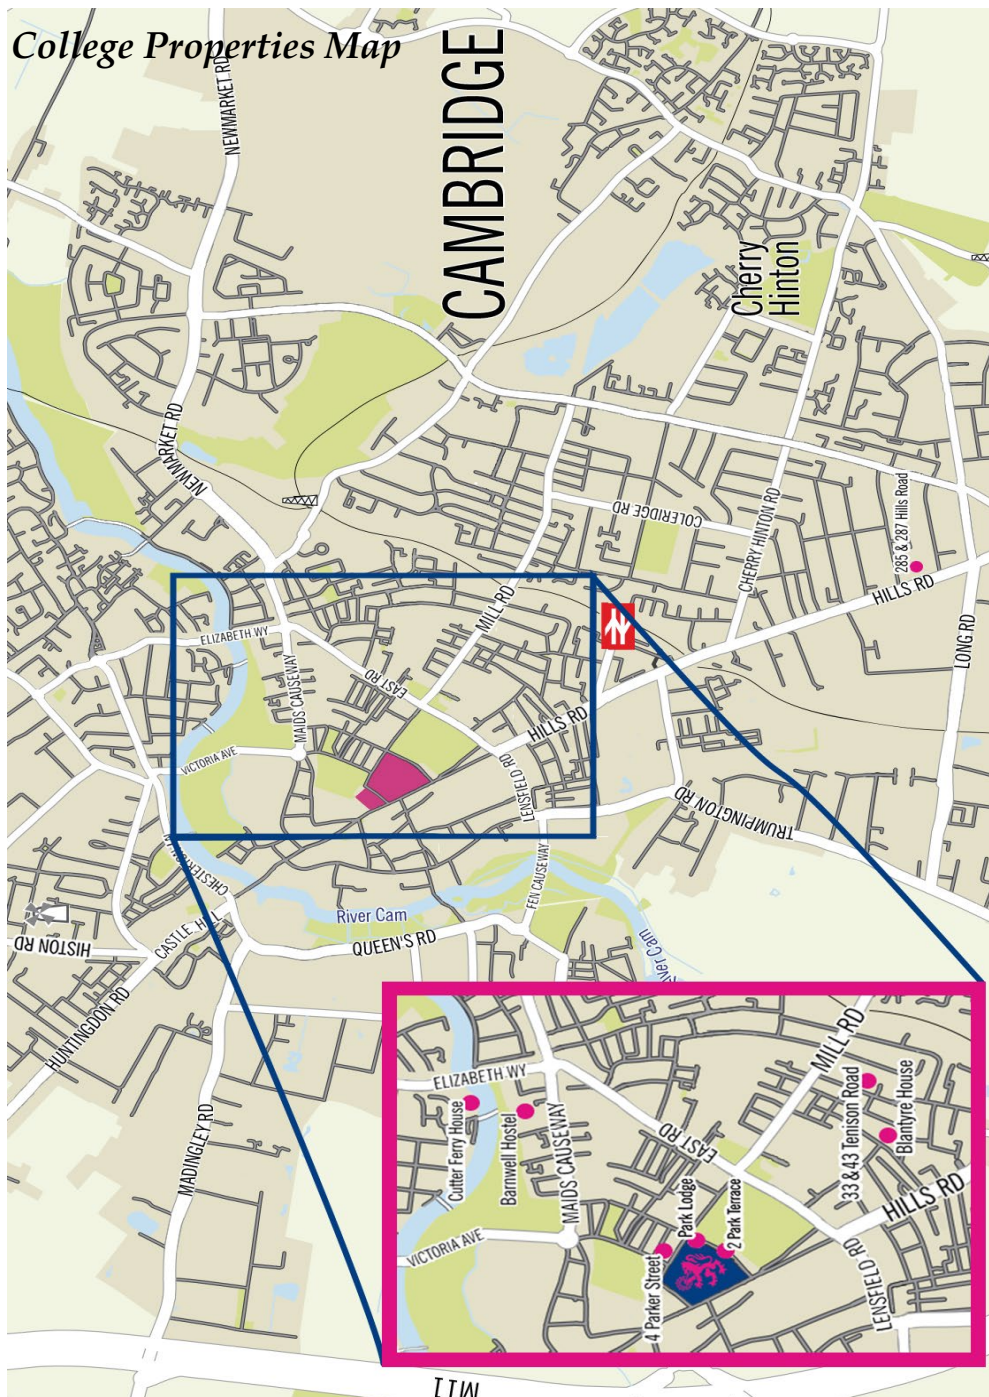 College Properties Map
CAMBRIDGE
NEWMARKET RD
Cherry
Hinton
NEWMARKET RD
COLERIDGE RD
CHERRY HINTON RD
285 & 287 Hills Road
HILLS RD
LONG RD
ELIZABETH WY
MILL RD
MAIDS CAUSEWAY
EAST RD
HILLS RD
VICTORIA AVE
LENSFIELD RD
TRUMPINGTON RD
FEN CAUSEWAY
CASTLE HILL
River Cam
QUEEN'S RD
HISTON RD
River Cam
HUNTINGDON RD
MADINGLEY RD
M11
ELIZABETH WY
MILL RD
Cutter Ferry House
Barnwell Hostel
MAIDS CAUSEWAY
EAST RD
33 & 43 Tenison Road
Blantyre House
HILLS RD
VICTORIA AVE
4 Parker Street
Park Lodge
2 Park Terrace
LENSFIELD RD